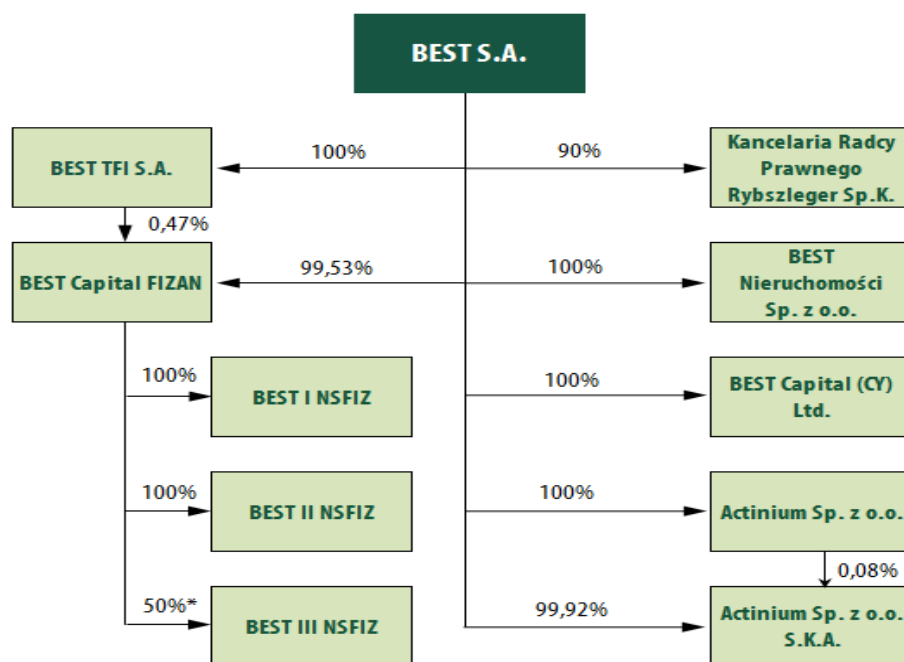 BEST S.A.
100%
90%
BEST TFI S.A.
Kancelaria Radcy
Prawnego
Rybszleger Sp.K.
0,47%
99,53%
100%
BEST Capital FIZAN
BEST
Nieruchomości
Sp. z o.o.
100%
BEST I NSFIZ
100%
BEST Capital (CY)
Ltd.
100%
BEST II NSFIZ
100%
Actinium Sp. z o.o.
0,08%
50%*
BEST III NSFIZ
99,92%
Actinium Sp. z o.o.
S.K.A.